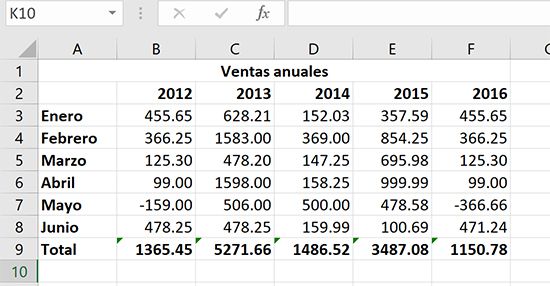 K10 fx
A B C D E F
1 Ventas anuales
2 2012 2013 2014 2015 2016
3 Enero 455.65 628.21 152.03 357.59 455.65
4 Febrero 366.25 1583.00 369.00 854.25 366.25
5 Marzo 125.30 478.20 147.25 695.98 125.30
6 Abril 99.00 1598.00 158.25 999.99 99.00
7 Mayo -159.00 506.00 500.00 478.58 -366.66
8 Junio 478.25 478.25 159.99 100.69 471.24
9 Total 1365.45 5271.66 1486.52 3487.08 1150.78
10